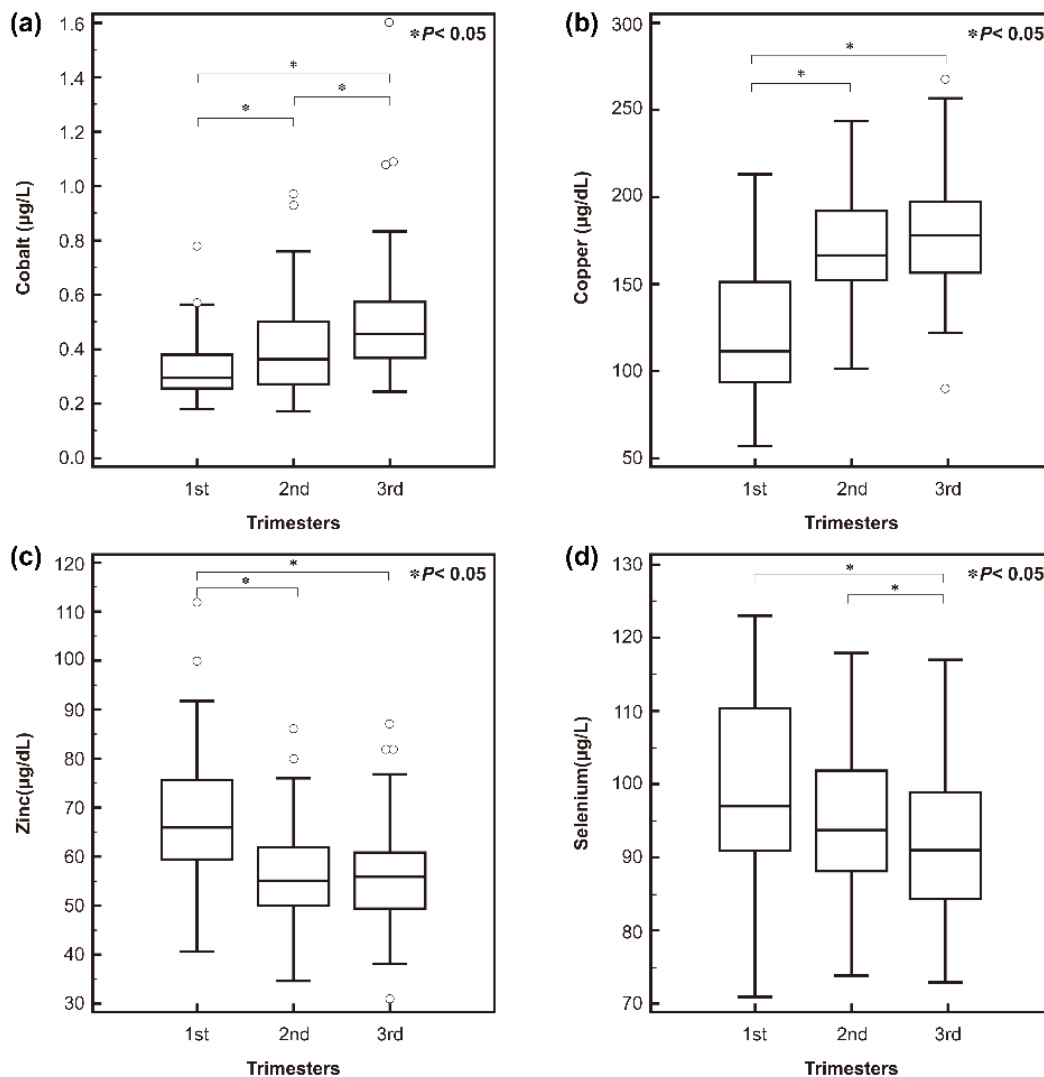 (a)
*P< 0.05
1.6
1.4
1.2
1.0
0.8
0.6
0.4
0.2
0.0
Cobalt (µg/L)
*
*
*
1st 2nd 3rd
Trimesters
(b)
*P< 0.05
300
250
200
150
100
50
Copper (µg/dL)
*
*
1st 2nd 3rd
Trimesters
(c)
*P< 0.05
120
110
100
90
80
70
60
50
40
30
Zinc(µg/dL)
*
*
1st 2nd 3rd
Trimesters
(d)
*P< 0.05
130
120
110
100
90
80
70
Selenium(µg/L)
*
*
1st 2nd 3rd
Trimesters